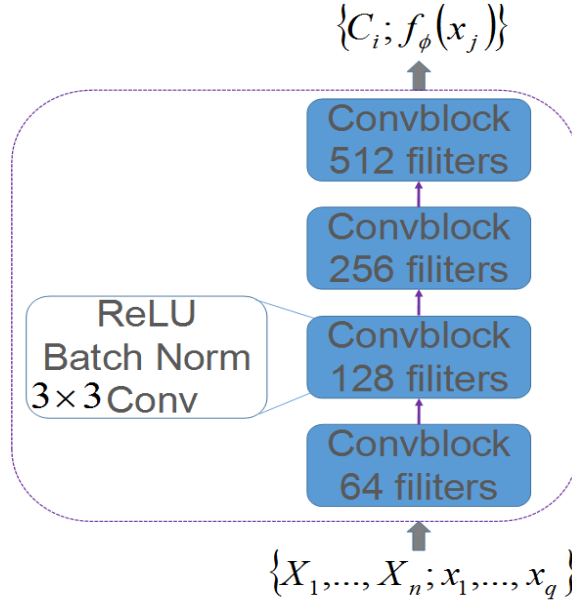 {C_i; f_ϕ(x_j)}
Convblock
512 filiters
Convblock
256 filiters
ReLU
Batch Norm
3×3 Conv
Convblock
128 filiters
Convblock
64 filiters
{X_1,..., X_n; x_1,..., x_q}